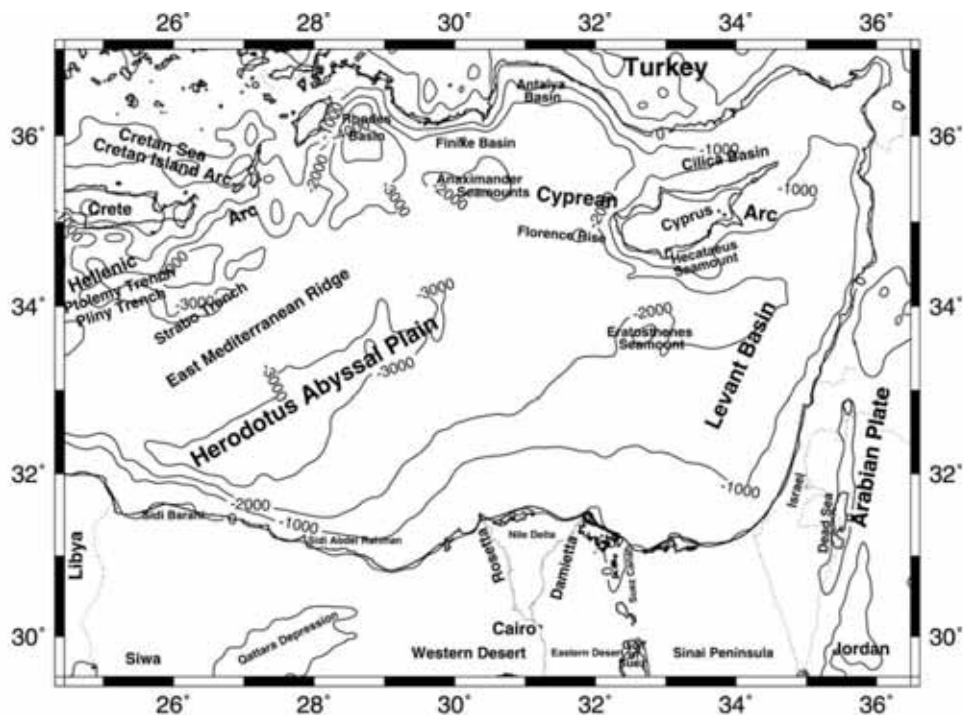 26° 28° 30° 32° 34° 36°
Turkey
Antalya
Basin
Rhodes
Basin
-1000
36°
36°
Finike Basin
-1000
Cretan Sea
Cretan Island Arc
Cilica Basin
-2000
-3000
Anaximander
Seamounts
-2000
-1000
Cyprean
Arc
-2000
Crete
Cyprus
Arc
Florence Rise
Hecataeus
Seamount
Hellenic
Ptolemy Trench
Pliny Trench
-3000
Strabo Trench
34°
34°
-3000
East Mediterranean Ridge
-2000
Eratosthenes
Seamount
Herodotus Abyssal Plain
-3000
-3000
Levant Basin
Arabian Plate
32°
32°
-2000
-1000
-1000
Israel
Dead Sea
Sidi Barani
0
Sidi Abdel Rahman
Nile Delta
Rosetta
Damietta
Suez Canal
Libya
30°
30°
Qattara Depression
Cairo
Siwa
Western Desert
Eastern Desert
Suez
Sinai Peninsula
Jordan
26° 28° 30° 32° 34° 36°